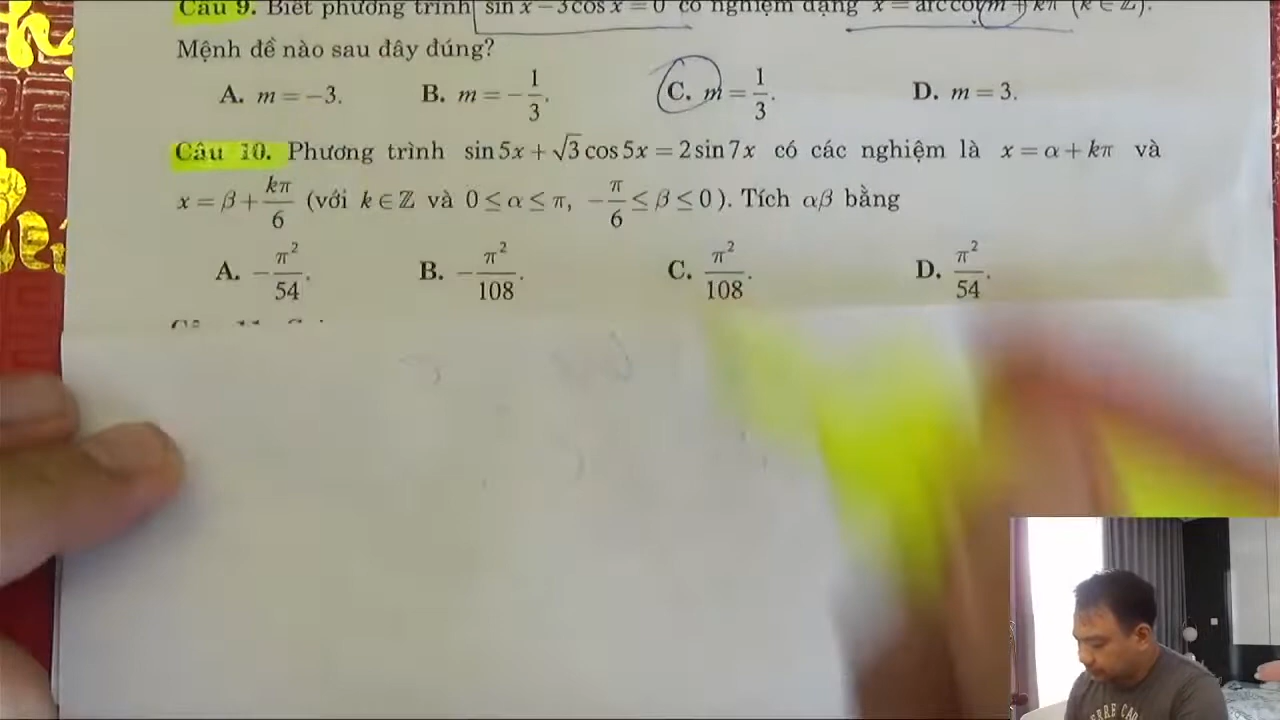 Câu 9. Biết phương trình sin x − 3cos x = 0 có nghiệm dạng x = arccot m + kπ (k ∈ ℤ).
Mệnh đề nào sau đây đúng?
A. m = −3. B. m = −1/3. C. m = 1/3. D. m = 3.
Câu 10. Phương trình sin 5x + √3 cos 5x = 2 sin 7x có các nghiệm là x = α + kπ và
x = β + kπ/6 (với k ∈ ℤ và 0 ≤ α ≤ π, −π/6 ≤ β ≤ 0). Tích αβ bằng
A. −π²/54. B. −π²/108. C. π²/108. D. π²/54.